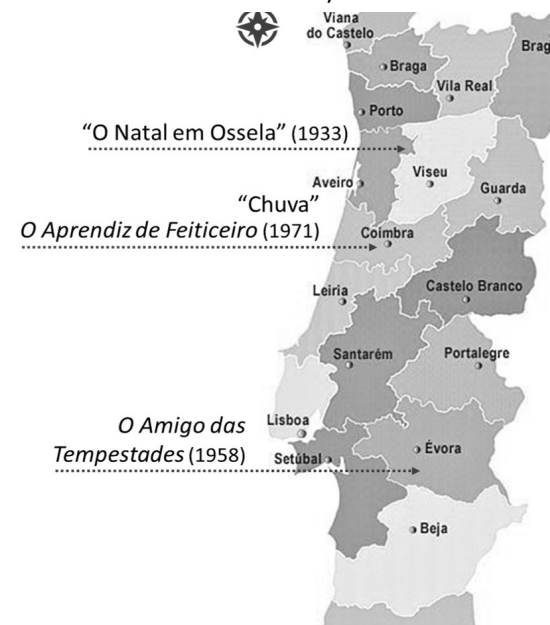 Viana
do Castelo
Brag
Braga
Vila Real
Porto
“O Natal em Ossela” (1933)
Viseu
Aveiro
Guarda
“Chuva”
O Aprendiz de Feiticeiro (1971)
Coimbra
Castelo Branco
Leiria
Santarém
Portalegre
Lisboa
O Amigo das
Tempestades (1958)
Évora
Setúbal
Beja